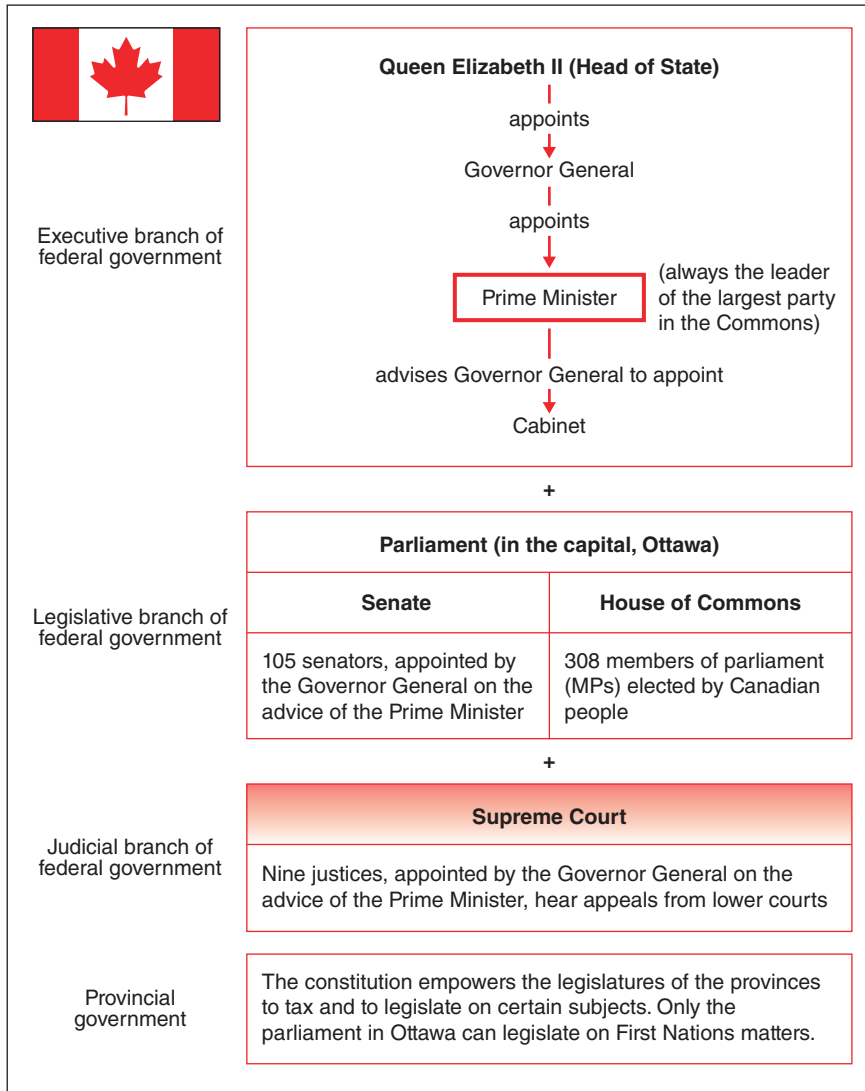 Queen Elizabeth II (Head of State)
appoints
Governor General
appoints
Executive branch of
federal government
Prime Minister
(always the leader
of the largest party
in the Commons)
advises Governor General to appoint
Cabinet
+
Parliament (in the capital, Ottawa)
Legislative branch of
federal government
Senate
105 senators, appointed by
the Governor General on the
advice of the Prime Minister
House of Commons
308 members of parliament
(MPs) elected by Canadian
people
+
Judicial branch of
federal government
Supreme Court
Nine justices, appointed by the Governor General on the
advice of the Prime Minister, hear appeals from lower courts
Provincial
government
The constitution empowers the legislatures of the provinces
to tax and to legislate on certain subjects. Only the
parliament in Ottawa can legislate on First Nations matters.